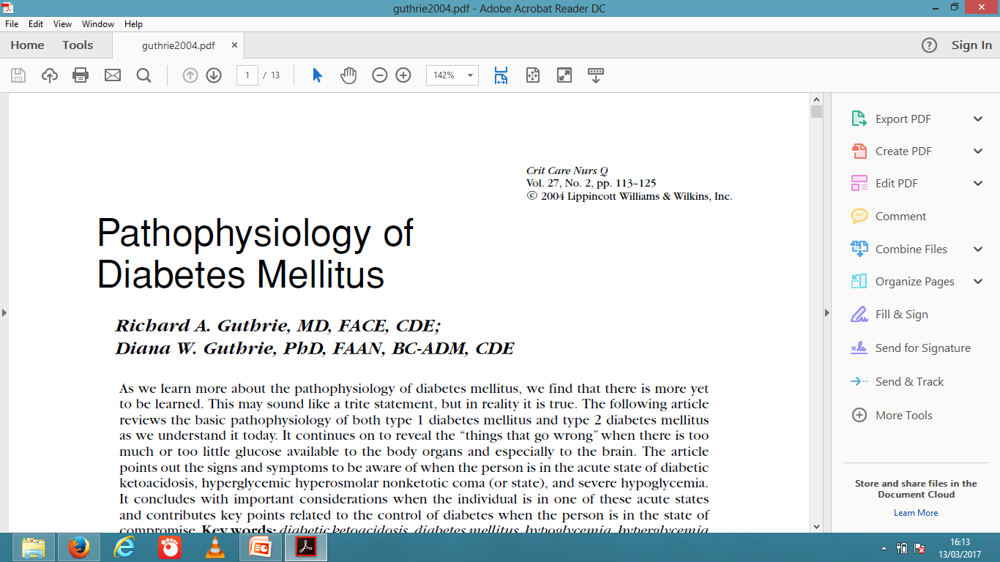 guthrie2004.pdf - Adobe Acrobat Reader DC
File Edit View Window Help
Home Tools guthrie2004.pdf × ? Sign In
1 / 13 142%
Crit Care Nurs Q
Vol. 27, No. 2, pp. 113–125
© 2004 Lippincott Williams & Wilkins, Inc.
Pathophysiology of
Diabetes Mellitus
Richard A. Guthrie, MD, FACE, CDE;
Diana W. Guthrie, PhD, FAAN, BC-ADM, CDE
As we learn more about the pathophysiology of diabetes mellitus, we find that there is more yet
to be learned. This may sound like a trite statement, but in reality it is true. The following article
reviews the basic pathophysiology of both type 1 diabetes mellitus and type 2 diabetes mellitus
as we understand it today. It continues on to reveal the “things that go wrong” when there is too
much or too little glucose available to the body organs and especially to the brain. The article
points out the signs and symptoms to be aware of when the person is in the acute state of diabetic
ketoacidosis, hyperglycemic hyperosmolar nonketotic coma (or state), and severe hypoglycemia.
It concludes with important considerations when the individual is in one of these acute states
and contributes key points related to the control of diabetes when the person is in the state of
compromise. Key words: diabetic ketoacidosis, diabetes mellitus, hypoglycemia, hyperglycemia
Export PDF
Create PDF
Edit PDF
Comment
Combine Files
Organize Pages
Fill & Sign
Send for Signature
Send & Track
More Tools
Store and share files in the
Document Cloud
Learn More
16:13
13/03/2017